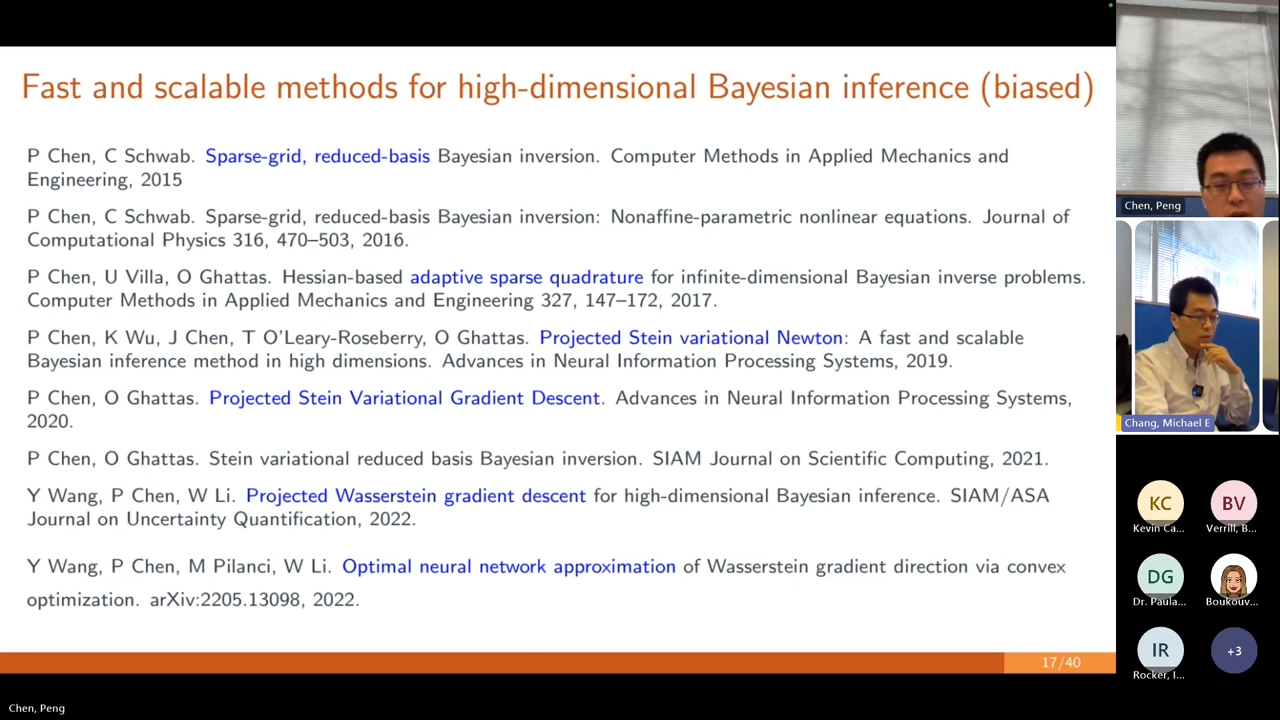 Fast and scalable methods for high-dimensional Bayesian inference (biased)
P Chen, C Schwab. Sparse-grid, reduced-basis Bayesian inversion. Computer Methods in Applied Mechanics and
Engineering, 2015
P Chen, C Schwab. Sparse-grid, reduced-basis Bayesian inversion: Nonaffine-parametric nonlinear equations. Journal of
Computational Physics 316, 470–503, 2016.
P Chen, U Villa, O Ghattas. Hessian-based adaptive sparse quadrature for infinite-dimensional Bayesian inverse problems.
Computer Methods in Applied Mechanics and Engineering 327, 147–172, 2017.
P Chen, K Wu, J Chen, T O'Leary-Roseberry, O Ghattas. Projected Stein variational Newton: A fast and scalable
Bayesian inference method in high dimensions. Advances in Neural Information Processing Systems, 2019.
P Chen, O Ghattas. Projected Stein Variational Gradient Descent. Advances in Neural Information Processing Systems,
2020.
P Chen, O Ghattas. Stein variational reduced basis Bayesian inversion. SIAM Journal on Scientific Computing, 2021.
Y Wang, P Chen, W Li. Projected Wasserstein gradient descent for high-dimensional Bayesian inference. SIAM/ASA
Journal on Uncertainty Quantification, 2022.
Y Wang, P Chen, M Pilanci, W Li. Optimal neural network approximation of Wasserstein gradient direction via convex
optimization. arXiv:2205.13098, 2022.
17/40
Chen, Peng
Chang, Michael E
KC
BV
Kevin Ca...
Verrill, B...
DG
Dr. Paula...
Boukouv...
IR
+3
Rocker, I...
Chen, Peng